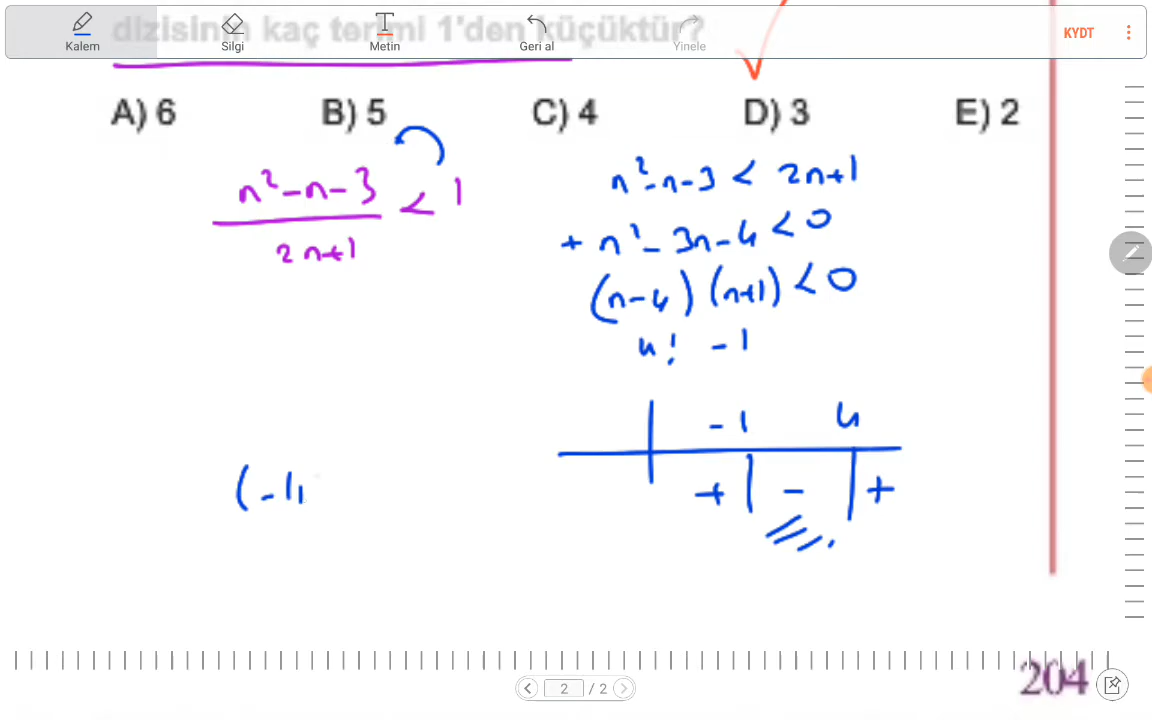 dizisinin kaç terimi 1'den küçüktür?
Kalem
Silgi
Metin
Geri al
Yinele
KYDT
A) 6 B) 5 C) 4 D) 3 E) 2
n²-n-3 / 2n+1 < 1
n²-n-3 < 2n+1
+ n²-3n-4 < 0
(n-4) (n+1) < 0
4! -1
-1 4
+ - +
(-1,
2 / 2
204